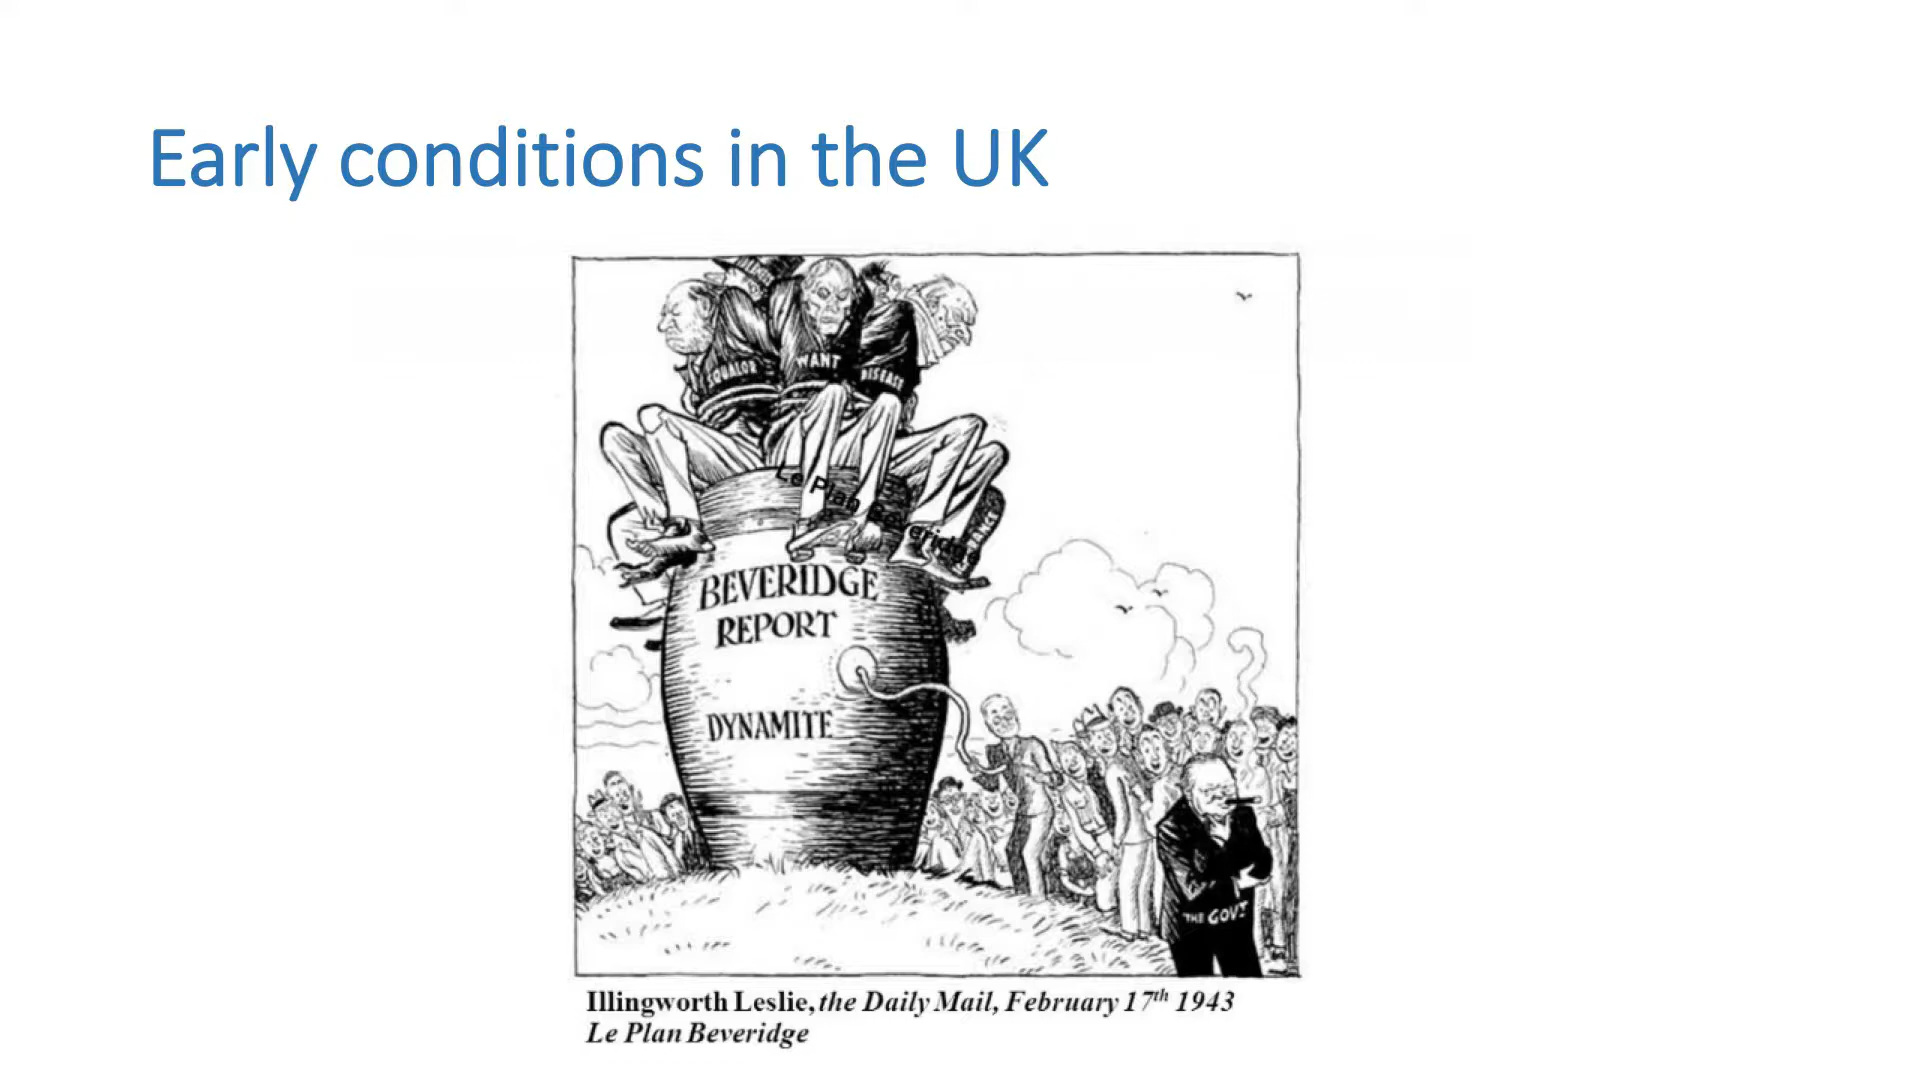 Early conditions in the UK
SQUALOR
WANT
DISEASE
Le Plan Beveridge
BEVERIDGE
REPORT
DYNAMITE
THE GOVT
Illingworth Leslie, the Daily Mail, February 17th 1943
Le Plan Beveridge